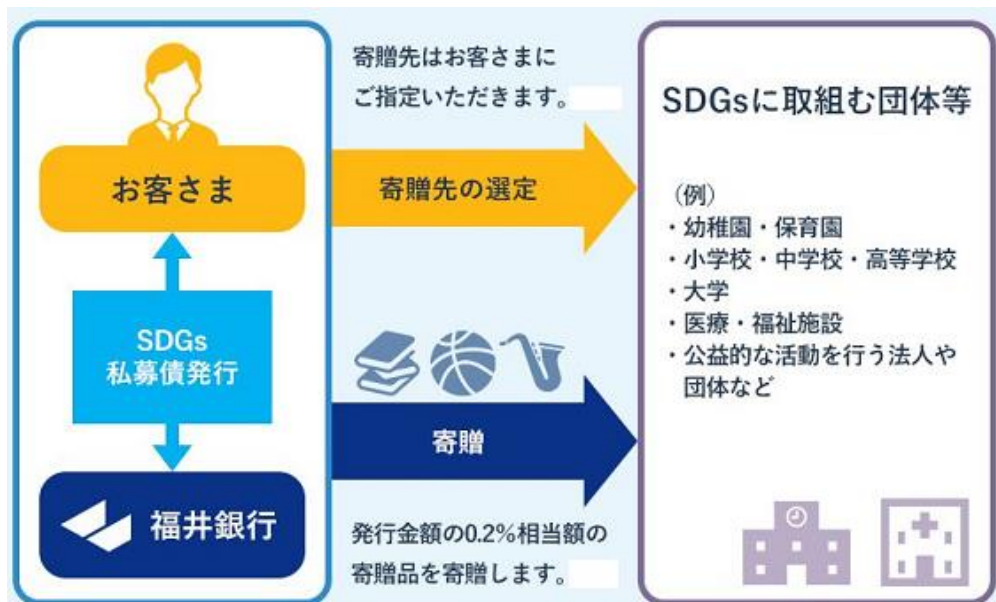 お客さま
SDGs
私募債発行
福井銀行
寄贈先はお客さまに
ご指定いただきます。
寄贈先の選定
寄贈
発行金額の0.2%相当額の
寄贈品を寄贈します。
SDGsに取組む団体等
（例）
・幼稚園・保育園
・小学校・中学校・高等学校
・大学
・医療・福祉施設
・公益的な活動を行う法人や
団体など